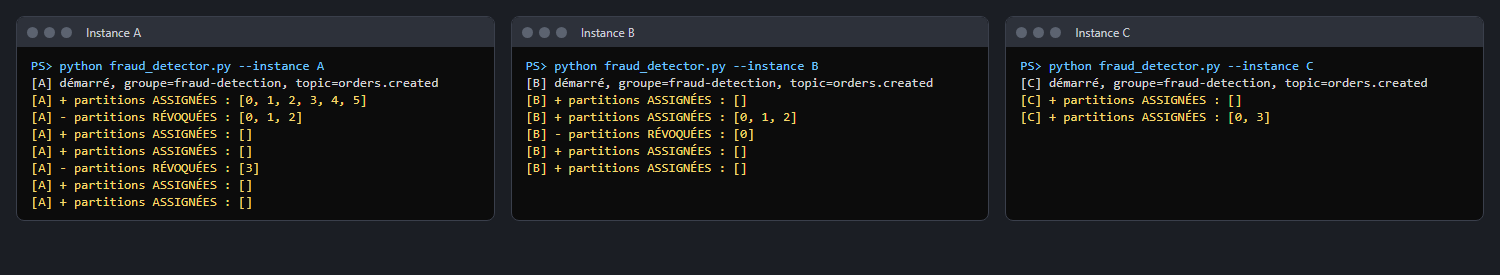 Instance A
PS> python fraud_detector.py --instance A
[A] démarré, groupe=fraud-detection, topic=orders.created
[A] + partitions ASSIGNÉES : [0, 1, 2, 3, 4, 5]
[A] - partitions RÉVOQUÉES : [0, 1, 2]
[A] + partitions ASSIGNÉES : []
[A] + partitions ASSIGNÉES : []
[A] - partitions RÉVOQUÉES : [3]
[A] + partitions ASSIGNÉES : []
[A] + partitions ASSIGNÉES : []
Instance B
PS> python fraud_detector.py --instance B
[B] démarré, groupe=fraud-detection, topic=orders.created
[B] + partitions ASSIGNÉES : []
[B] + partitions ASSIGNÉES : [0, 1, 2]
[B] - partitions RÉVOQUÉES : [0]
[B] + partitions ASSIGNÉES : []
[B] + partitions ASSIGNÉES : []
Instance C
PS> python fraud_detector.py --instance C
[C] démarré, groupe=fraud-detection, topic=orders.created
[C] + partitions ASSIGNÉES : []
[C] + partitions ASSIGNÉES : [0, 3]